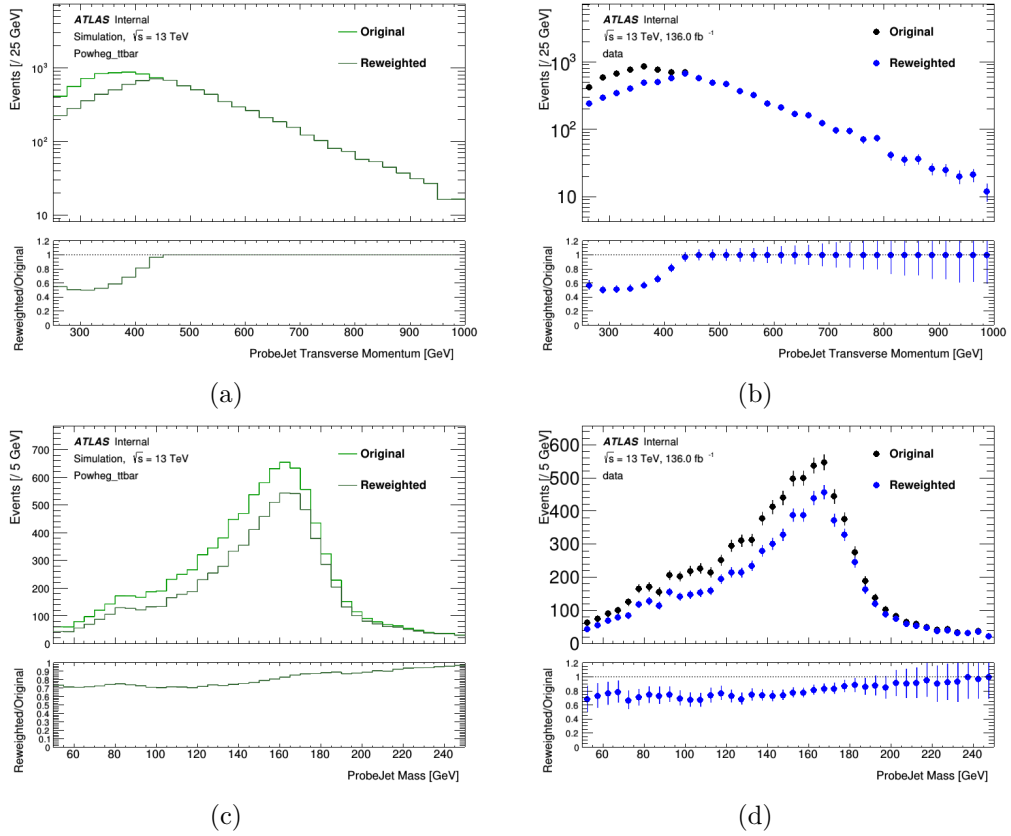 ATLAS Internal
Simulation, √s = 13 TeV
Powheg_ttbar
Original
Reweighted
Events [/ 25 GeV]
10³
10²
10
Reweighted/Original
1.2
1
0.8
0.6
0.4
0.2
0
300 400 500 600 700 800 900 1000
ProbeJet Transverse Momentum [GeV]
(a)
ATLAS Internal
√s = 13 TeV, 136.0 fb ⁻¹
data
Original
Reweighted
Events [/ 25 GeV]
10³
10²
10
Reweighted/Original
1.2
1
0.8
0.6
0.4
0.2
0
300 400 500 600 700 800 900 1000
ProbeJet Transverse Momentum [GeV]
(b)
ATLAS Internal
Simulation, √s = 13 TeV
Powheg_ttbar
Original
Reweighted
Events [/ 5 GeV]
700
600
500
400
300
200
100
0
Reweighted/Original
1
0.9
0.8
0.7
0.6
0.5
0.4
0.3
0.2
0.1
0
60 80 100 120 140 160 180 200 220 240
ProbeJet Mass [GeV]
(c)
ATLAS Internal
√s = 13 TeV, 136.0 fb ⁻¹
data
Original
Reweighted
Events [/ 5 GeV]
600
500
400
300
200
100
0
Reweighted/Original
1.2
1
0.8
0.6
0.4
0.2
0
60 80 100 120 140 160 180 200 220 240
ProbeJet Mass [GeV]
(d)